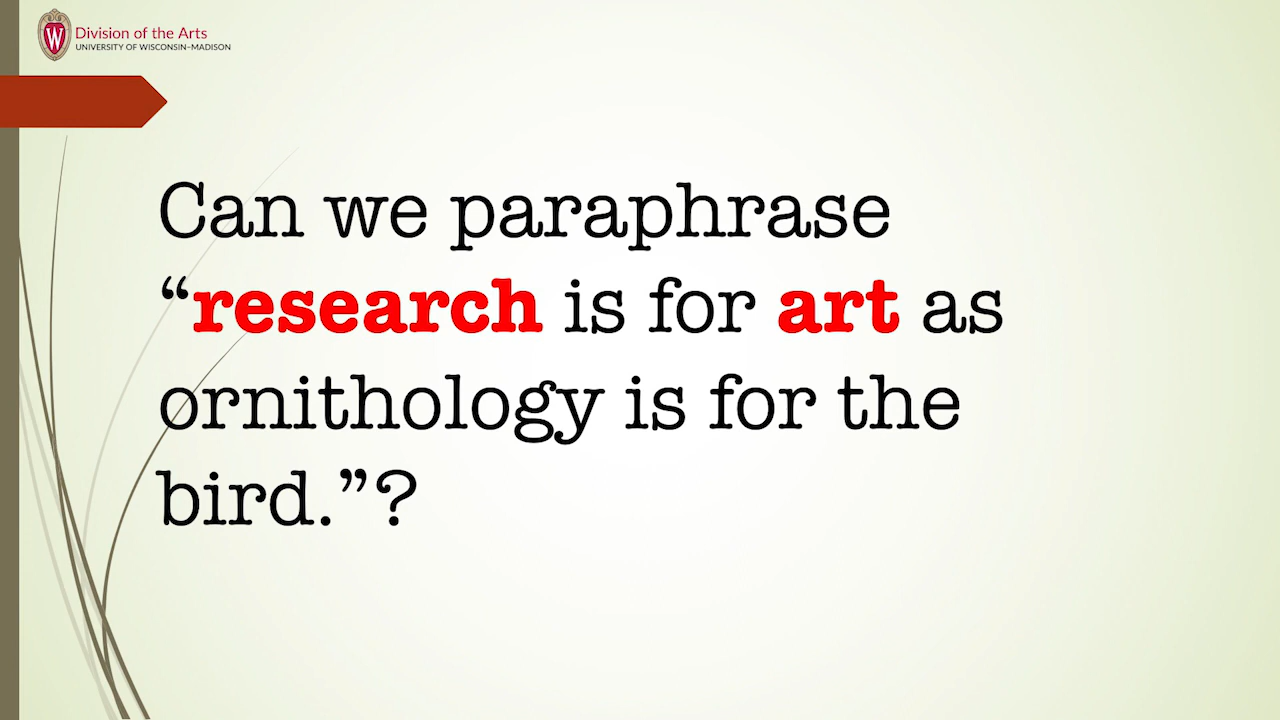 W
Division of the Arts
UNIVERSITY OF WISCONSIN–MADISON
Can we paraphrase
“research is for art as
ornithology is for the
bird.”?